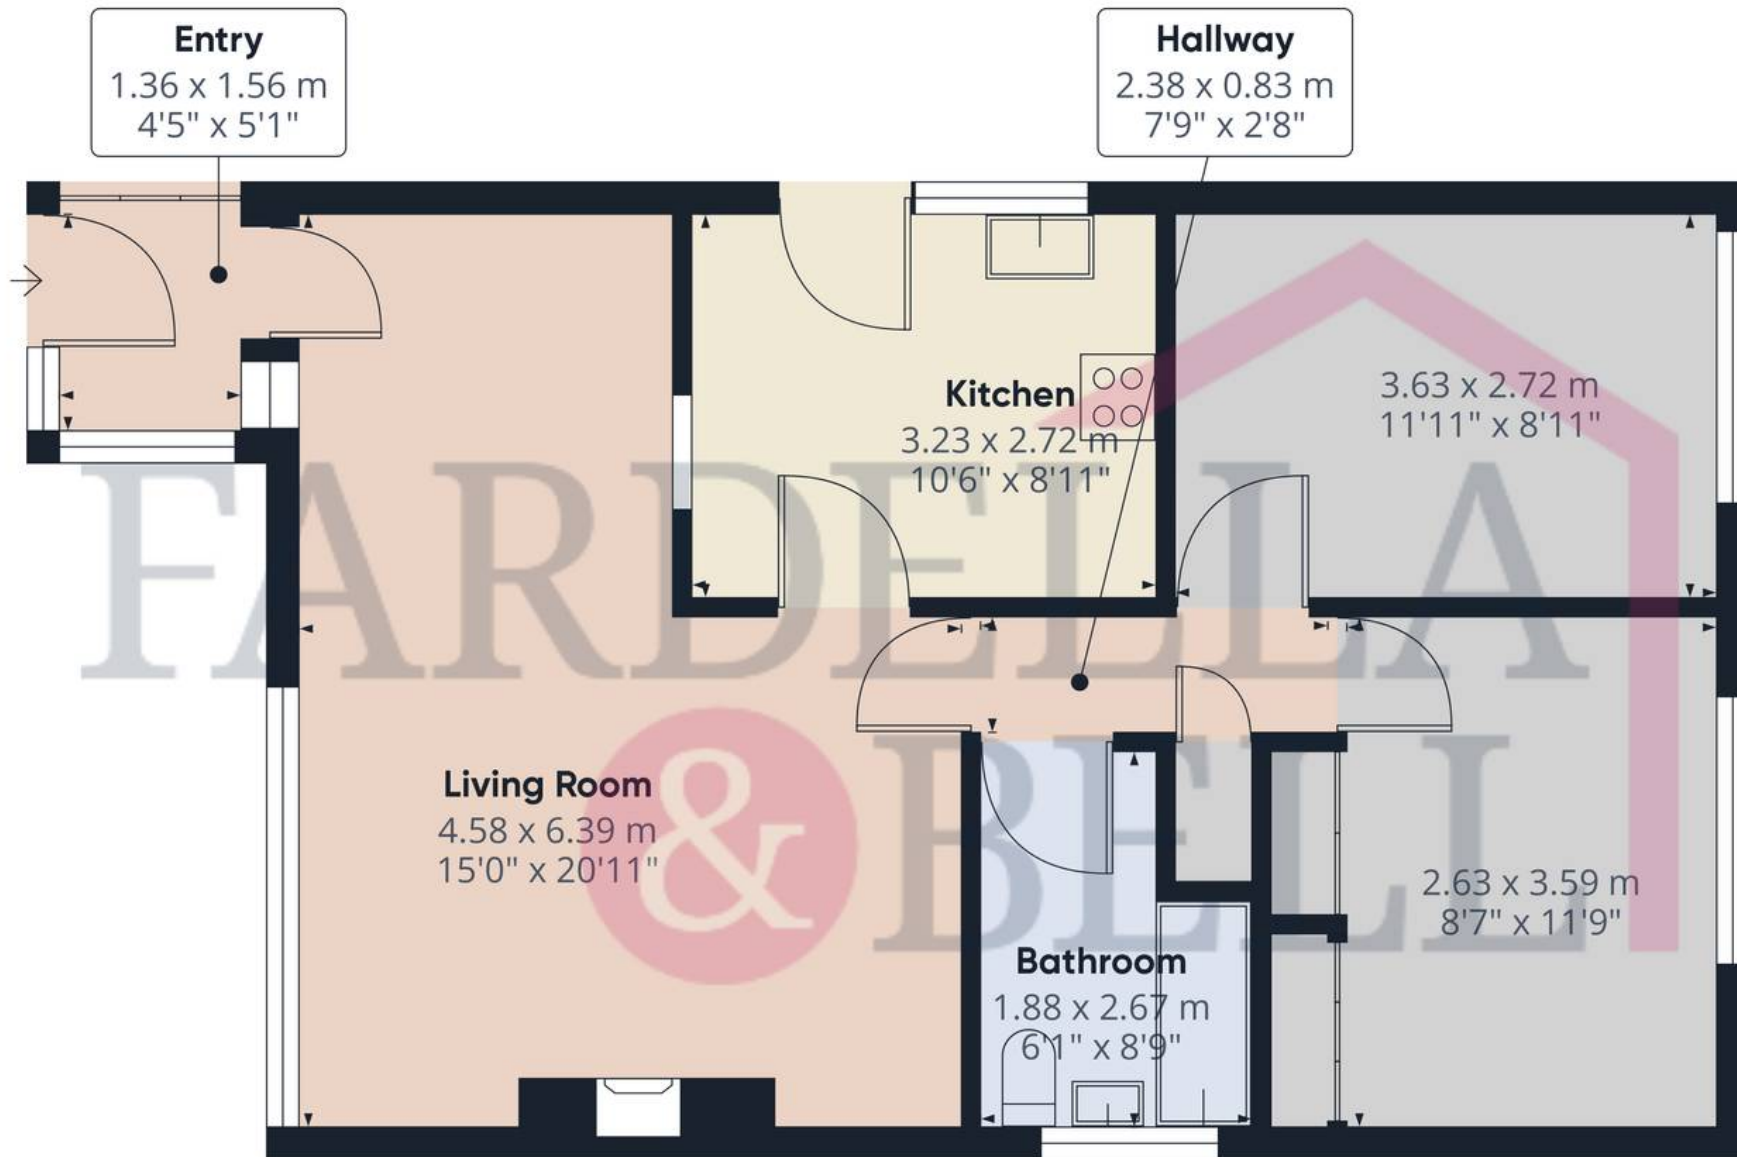 Entry
1.36 x 1.56 m
4'5" x 5'1"
Hallway
2.38 x 0.83 m
7'9" x 2'8"
Kitchen
3.23 x 2.72 m
10'6" x 8'11"
3.63 x 2.72 m
11'11" x 8'11"
FARDELLA
& BELL
Living Room
4.58 x 6.39 m
15'0" x 20'11"
2.63 x 3.59 m
8'7" x 11'9"
Bathroom
1.88 x 2.67 m
6'1" x 8'9"